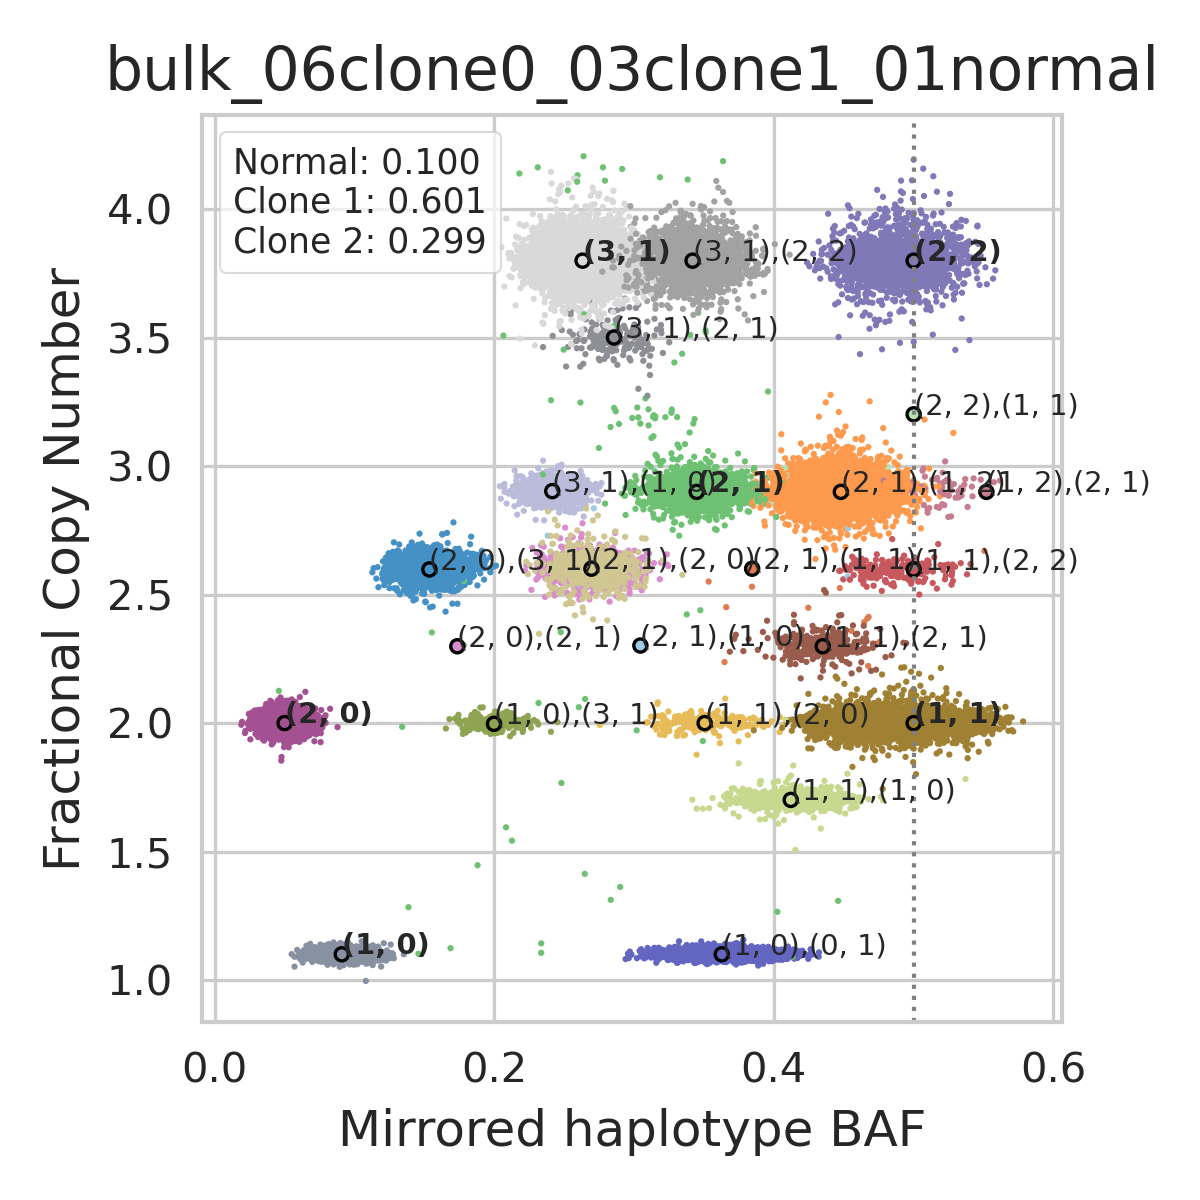 bulk_06clone0_03clone1_01normal
Normal: 0.100
Clone 1: 0.601
Clone 2: 0.299
Fractional Copy Number
4.0
3.5
3.0
2.5
2.0
1.5
1.0
(3, 1)
(3, 1),(2, 2)
(2, 2)
(3, 1),(2, 1)
(2, 2),(1, 1)
(3, 1),(1, 0)
(2, 1)
(2, 1),(1, 2)
(1, 2),(2, 1)
(2, 0),(3, 1)
(2, 1),(2, 0)
(2, 1),(1, 1)
(1, 1),(2, 2)
(2, 0),(2, 1)
(2, 1),(1, 0)
(1, 1),(2, 1)
(2, 0)
(1, 0),(3, 1)
(1, 1),(2, 0)
(1, 1)
(1, 1),(1, 0)
(1, 0)
(1, 0),(0, 1)
0.0 0.2 0.4 0.6
Mirrored haplotype BAF